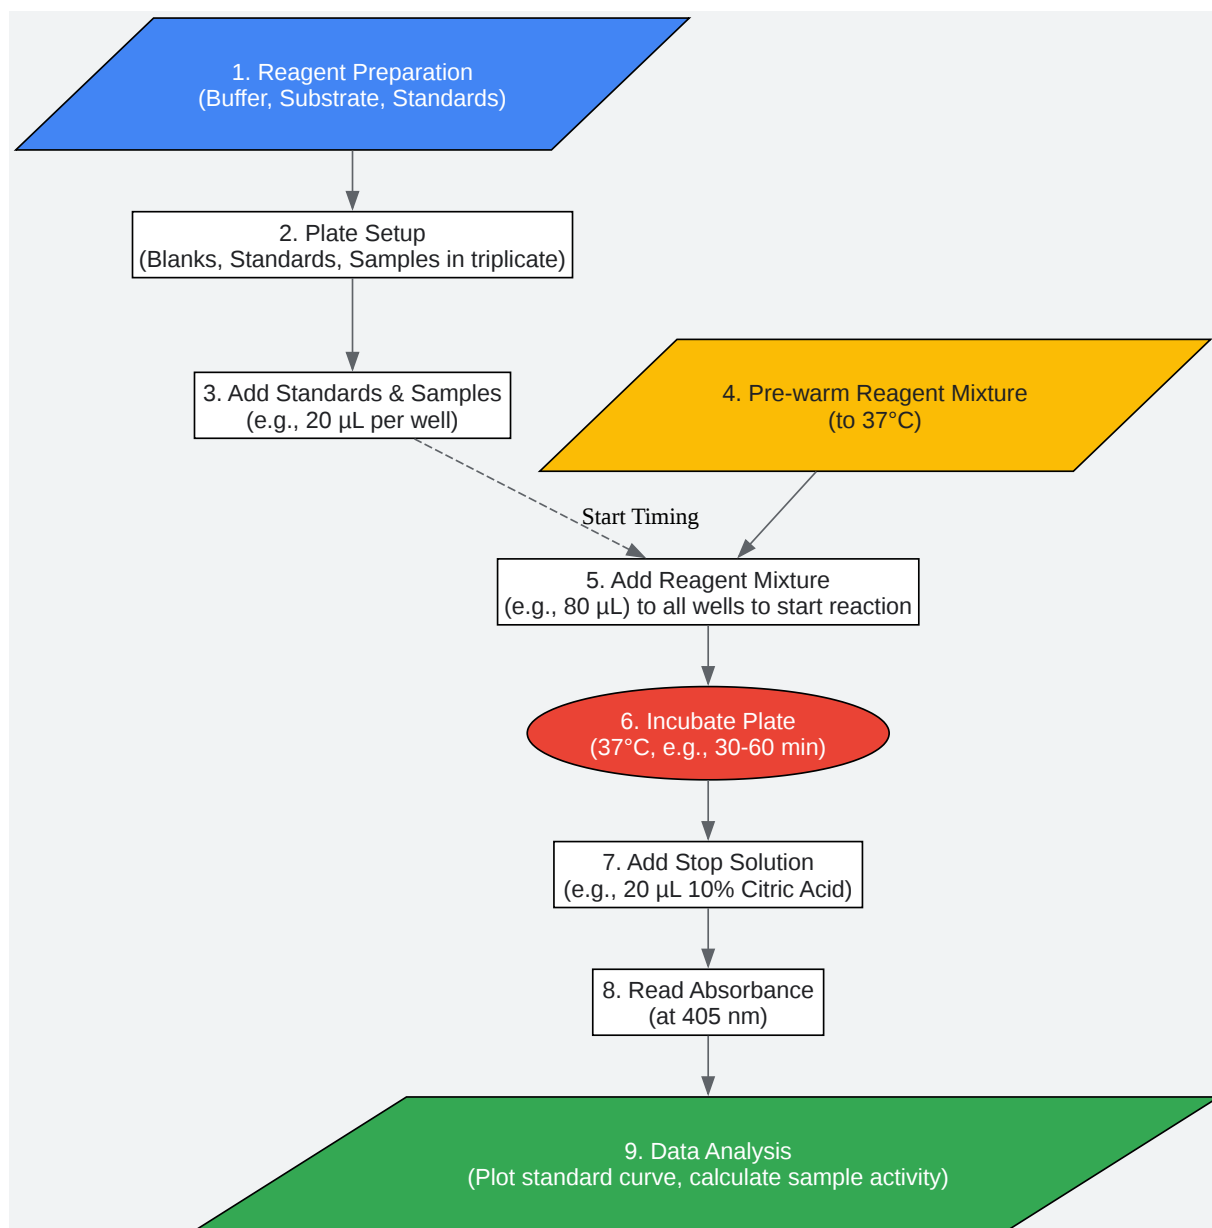 1. Reagent Preparation
(Buffer, Substrate, Standards)
2. Plate Setup
(Blanks, Standards, Samples in triplicate)
3. Add Standards & Samples
(e.g., 20 µL per well)
4. Pre-warm Reagent Mixture
(to 37°C)
Start Timing
5. Add Reagent Mixture
(e.g., 80 µL) to all wells to start reaction
6. Incubate Plate
(37°C, e.g., 30-60 min)
7. Add Stop Solution
(e.g., 20 µL 10% Citric Acid)
8. Read Absorbance
(at 405 nm)
9. Data Analysis
(Plot standard curve, calculate sample activity)